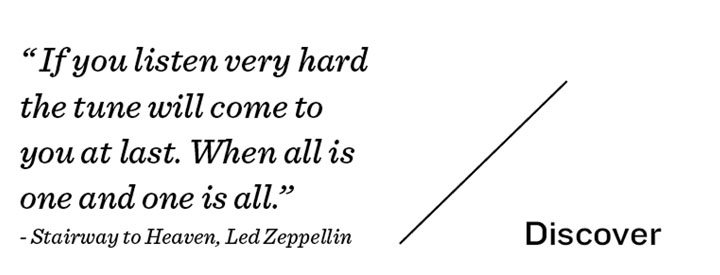 “If you listen very hard
the tune will come to
you at last. When all is
one and one is all.”
- Stairway to Heaven, Led Zeppellin
Discover